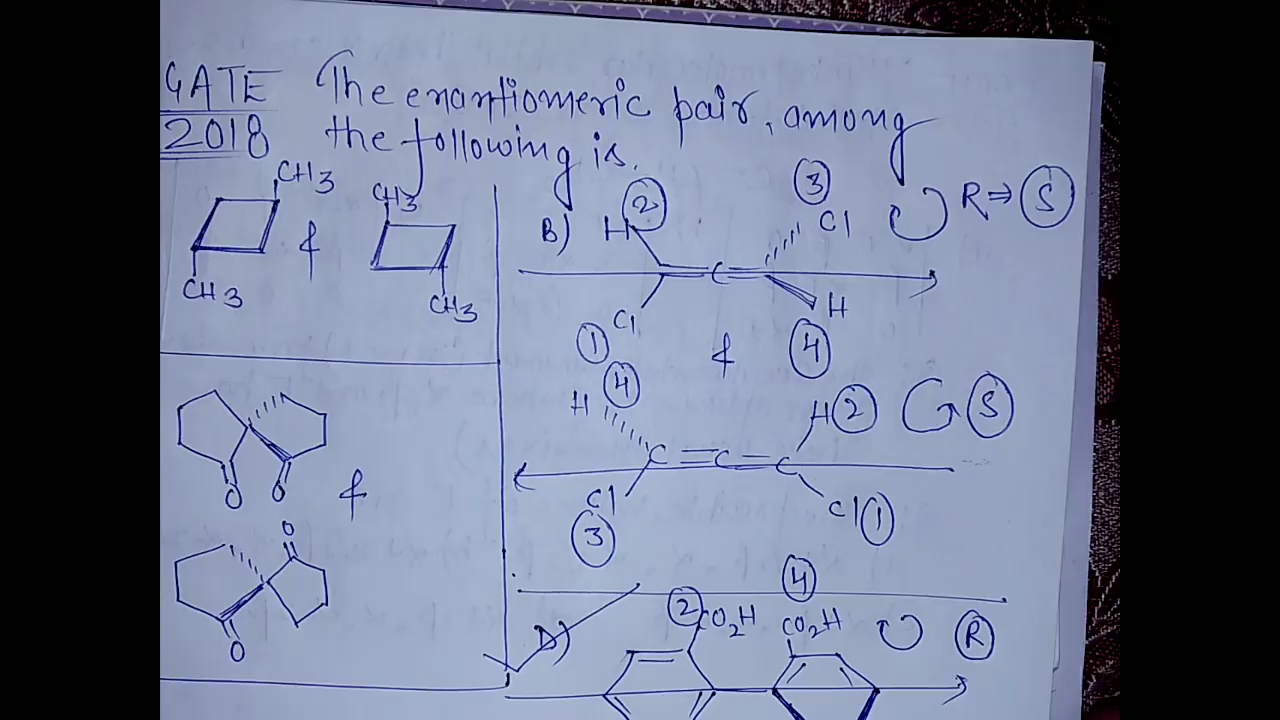 GATE The enantiomeric pair, among
2018 the following is.
CH3
CH3
CH3
CH3
&
B) H 2
3
Cl
R ⇒ S
C
Cl
1
H
4
&
4
H
H 2
S
C = C = C
Cl
3
Cl 1
O O
&
O
O
D)
2 CO2H
4
CO2H
R